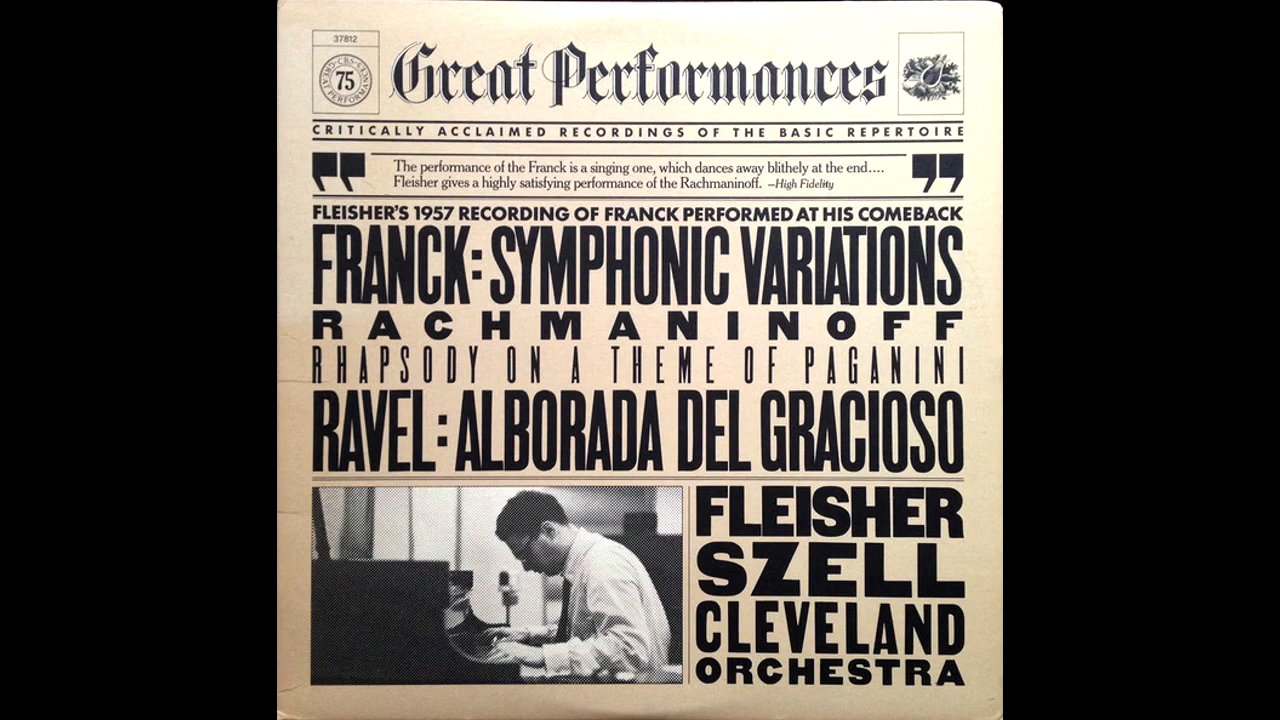 37812
CBS
GREAT PERFORMANCES
75
Great Performances
CRITICALLY ACCLAIMED RECORDINGS OF THE BASIC REPERTOIRE
The performance of the Franck is a singing one, which dances away blithely at the end....
Fleisher gives a highly satisfying performance of the Rachmaninoff. —High Fidelity
FLEISHER'S 1957 RECORDING OF FRANCK PERFORMED AT HIS COMEBACK
FRANCK: SYMPHONIC VARIATIONS
RACHMANINOFF
RHAPSODY ON A THEME OF PAGANINI
RAVEL: ALBORADA DEL GRACIOSO
FLEISHER
SZELL
CLEVELAND
ORCHESTRA